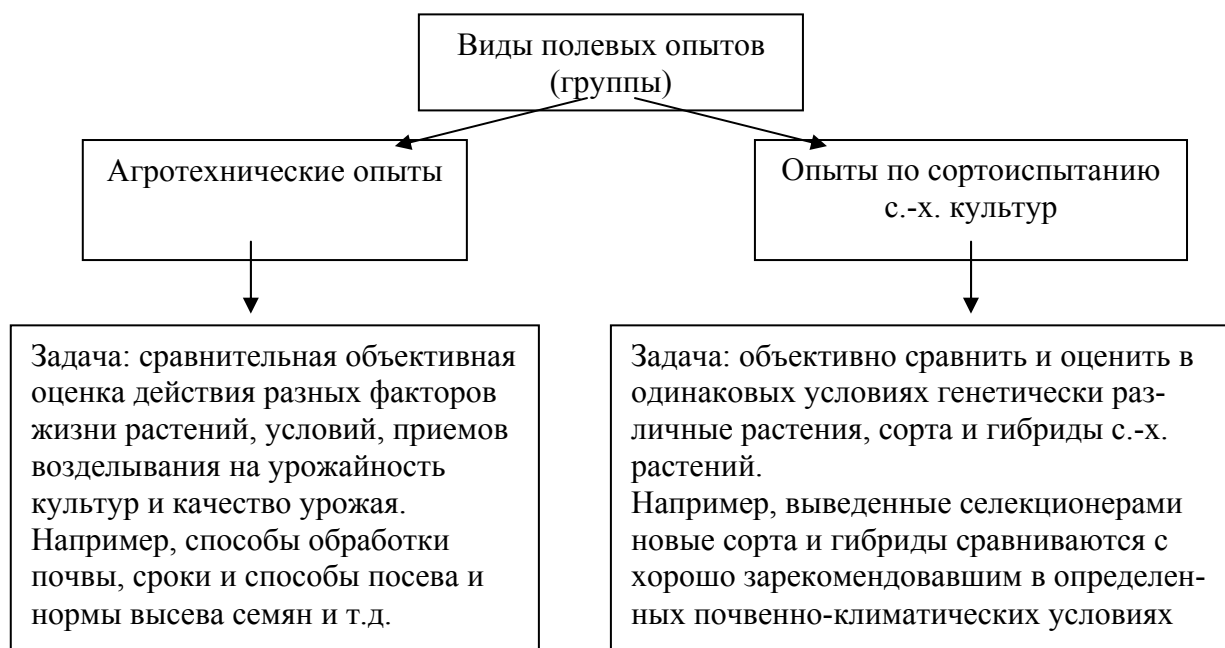 Виды полевых опытов
(группы)
Агротехнические опыты
Опыты по сортоиспытанию
с.-х. культур
Задача: сравнительная объективная
оценка действия разных факторов
жизни растений, условий, приемов
возделывания на урожайность
культур и качество урожая.
Например, способы обработки
почвы, сроки и способы посева и
нормы высева семян и т.д.
Задача: объективно сравнить и оценить в
одинаковых условиях генетически раз-
личные растения, сорта и гибриды с.-х.
растений.
Например, выведенные селекционерами
новые сорта и гибриды сравниваются с
хорошо зарекомендовавшим в определен-
ных почвенно-климатических условиях